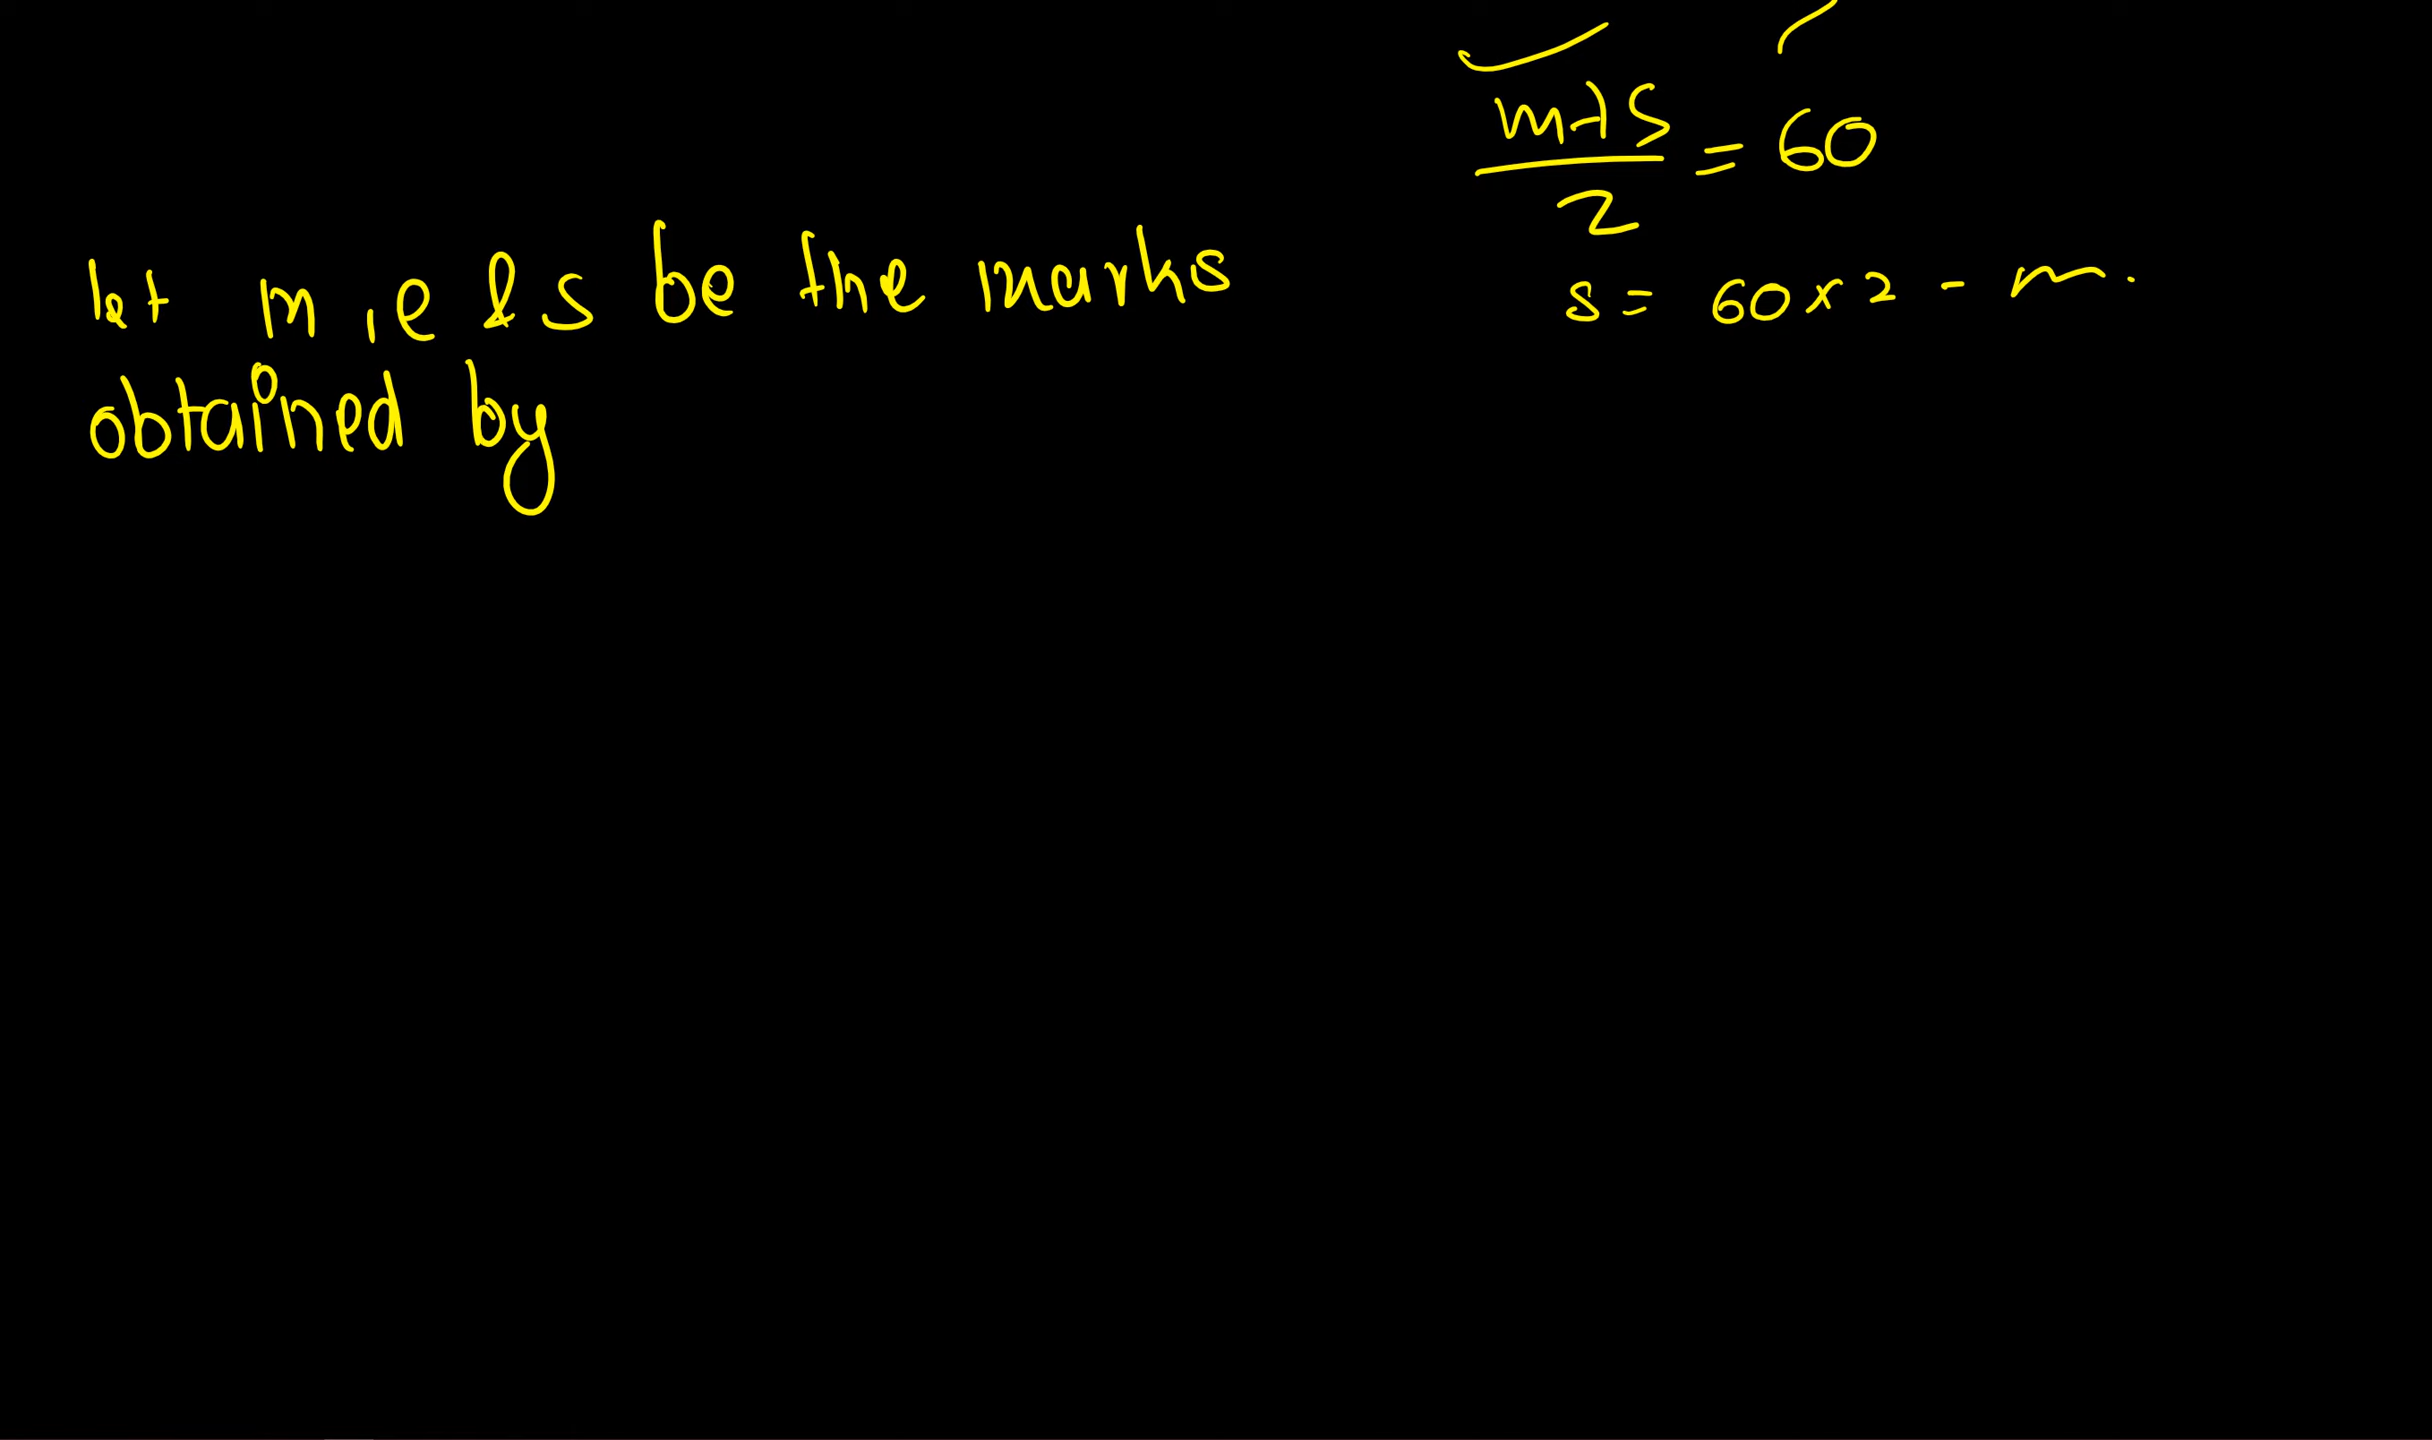 m+s
2
= 60
s = 60 x 2 - m.
let m, e & s be the marks
obtained by